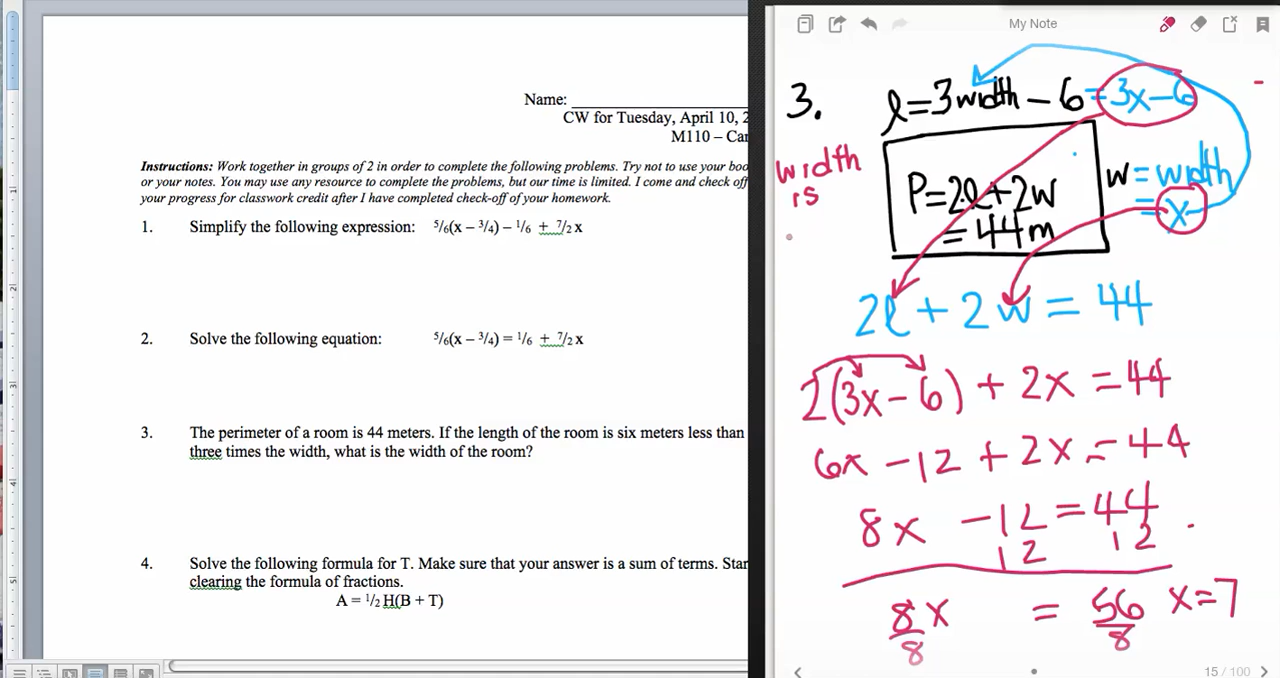 Name: ____________________
CW for Tuesday, April 10, 2
M110 – Car
Instructions: Work together in groups of 2 in order to complete the following problems. Try not to use your boo
or your notes. You may use any resource to complete the problems, but our time is limited. I come and check off
your progress for classwork credit after I have completed check-off of your homework.
1. Simplify the following expression: 5/6(x – 3/4) – 1/6 + 7/2 x
2. Solve the following equation: 5/6(x – 3/4) = 1/6 + 7/2 x
3. The perimeter of a room is 44 meters. If the length of the room is six meters less than
three times the width, what is the width of the room?
4. Solve the following formula for T. Make sure that your answer is a sum of terms. Star
clearing the formula of fractions.
A = 1/2 H(B + T)
My Note
3. l = 3 width – 6 = 3x – 6
width
is
P = 2l + 2w
= 44 m
w = width
= x
2l + 2w = 44
2(3x – 6) + 2x = 44
6x – 12 + 2x = 44
8x – 12 = 44
12 12
8x = 56 x = 7
8 8
15 / 100